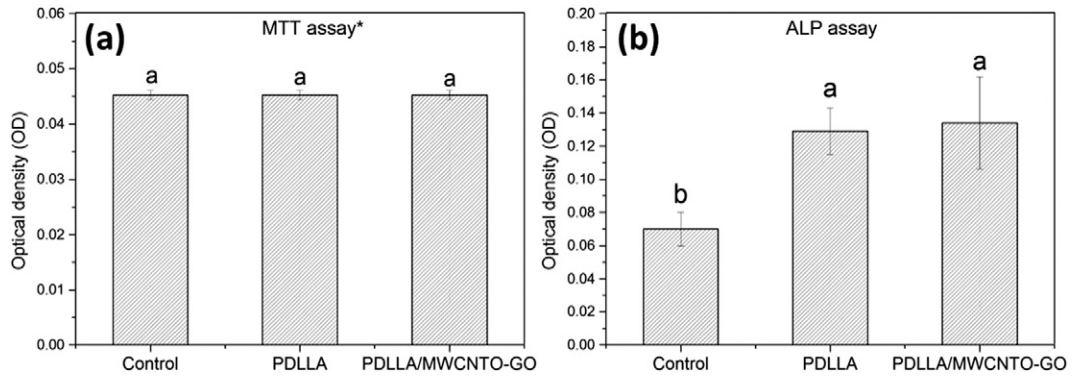 (a)
MTT assay*
Optical density (OD)
0.06
0.05
0.04
0.03
0.02
0.01
0.00
a
a
a
Control
PDLLA
PDLLA/MWCNTO-GO
(b)
ALP assay
Optical density (OD)
0.20
0.18
0.16
0.14
0.12
0.10
0.08
0.06
0.04
0.02
0.00
b
a
a
Control
PDLLA
PDLLA/MWCNTO-GO